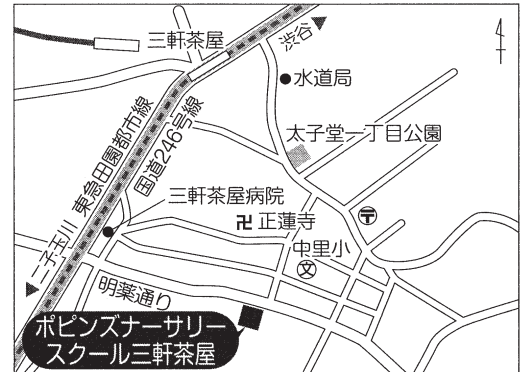 三軒茶屋
渋谷
水道局
太子堂一丁目公園
東急田園都市線
国道246号線
二子玉川
三軒茶屋病院
卍 正蓮寺
〒
中里小
文
明薬通り
ポピンズナーサリー
スクール三軒茶屋